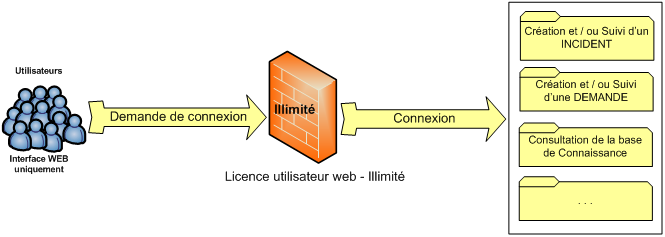 Utilisateurs
Interface WEB
uniquement
Demande de connexion
Illimité
Licence utilisateur web - Illimité
Connexion
Création et / ou Suivi d'un
INCIDENT
Création et / ou Suivi
d'une DEMANDE
Consultation de la base
de Connaissance
. . .